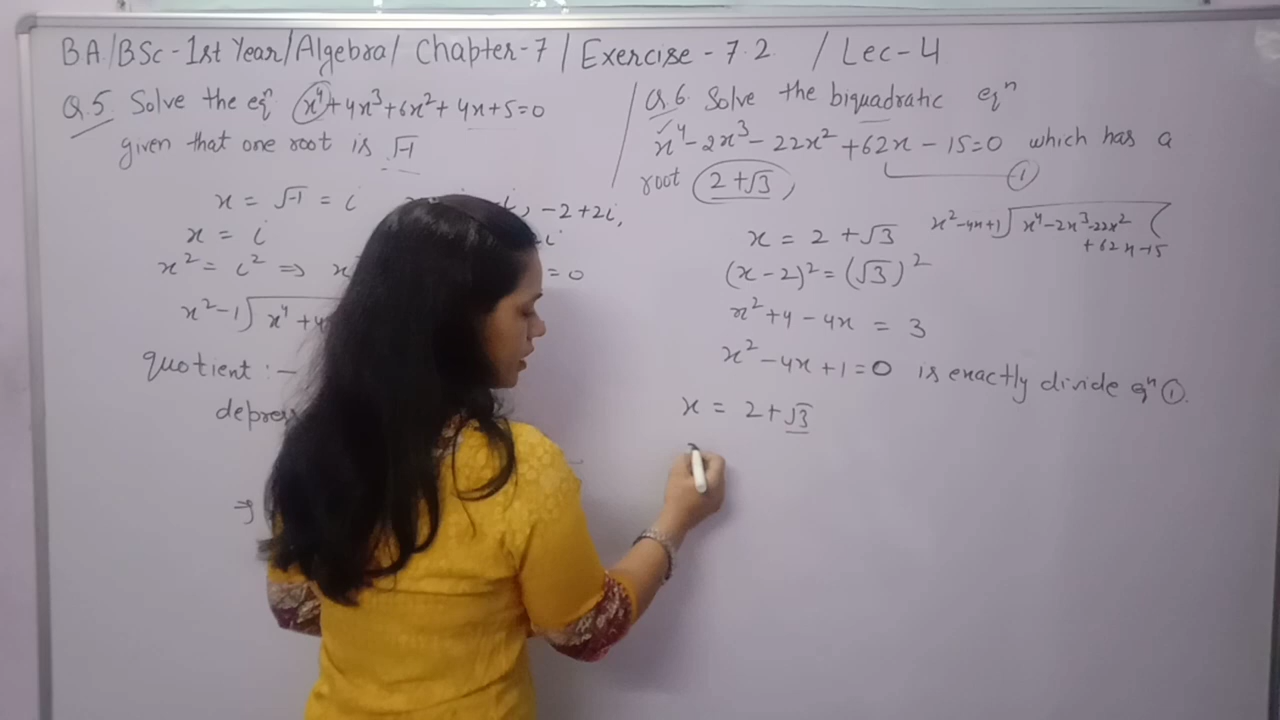 BA/BSc-1st Year/Algebra/ Chapter-7 / Exercise-7.2 / Lec-4
Q.5 Solve the eqⁿ x⁴+4x³+6x²+4x+5=0
given that one root is √-1
x = √-1 = i
-i, -2+2i,
x = i
x² = i² ⇒
= 0
x²-1 ) x⁴ +4
quotient :-
⇒
Q.6. Solve the biquadratic eqⁿ
x⁴-2x³-22x²+62x-15=0 which has a
root 2+√3 ①
x = 2+√3
x²-4x+1 ) x⁴-2x³-22x²
+62x-15
(x-2)² = (√3)²
x²+4-4x = 3
x²-4x+1=0 is exactly divide eqⁿ ①.
x = 2+√3